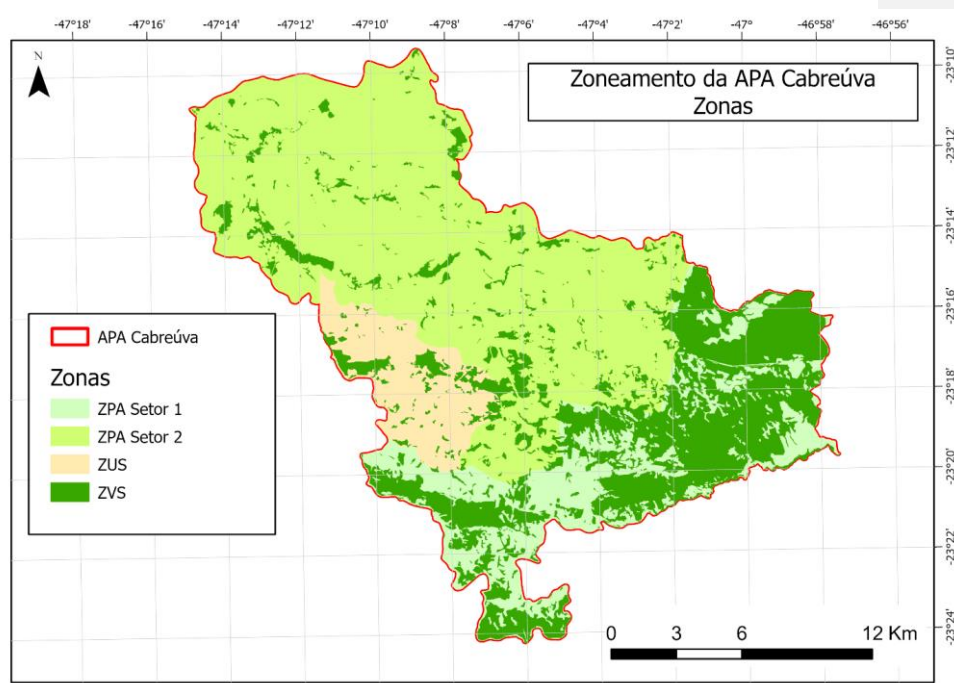 -47°18' -47°14' -47°12' -47°10' -47°8' -47°6' -47°4' -47°2' -47° -46°58' -46°56'
N
Zoneamento da APA Cabreúva
Zonas
-23°10'
-23°12'
-23°14'
-23°16'
-23°18'
-23°20'
-23°22'
-23°24'
APA Cabreúva
Zonas
ZPA Setor 1
ZPA Setor 2
ZUS
ZVS
0 3 6 12 Km